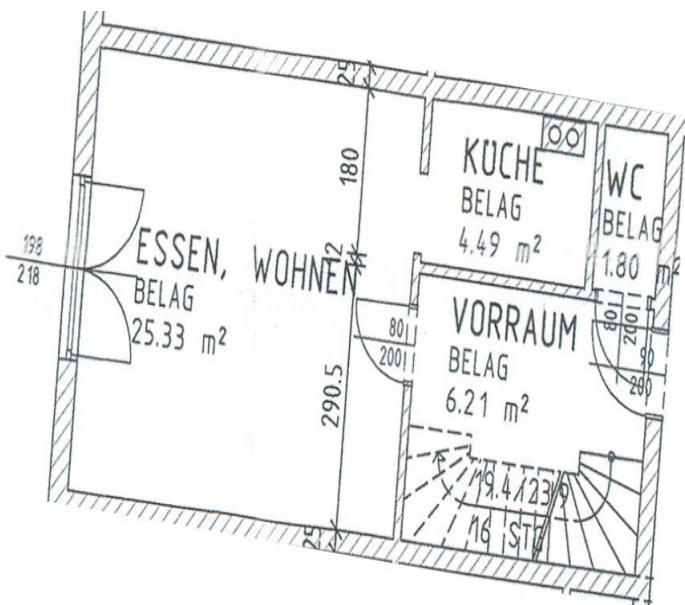 25
180
KÜCHE
BELAG
4.49 m²
WC
BELAG
1.80 m²
198
218
ESSEN, WOHNEN
BELAG
25.33 m²
12
80
200
VORRAUM
BELAG
6.21 m²
80
200
90
200
290.5
19.4/23.9
16 STG
25